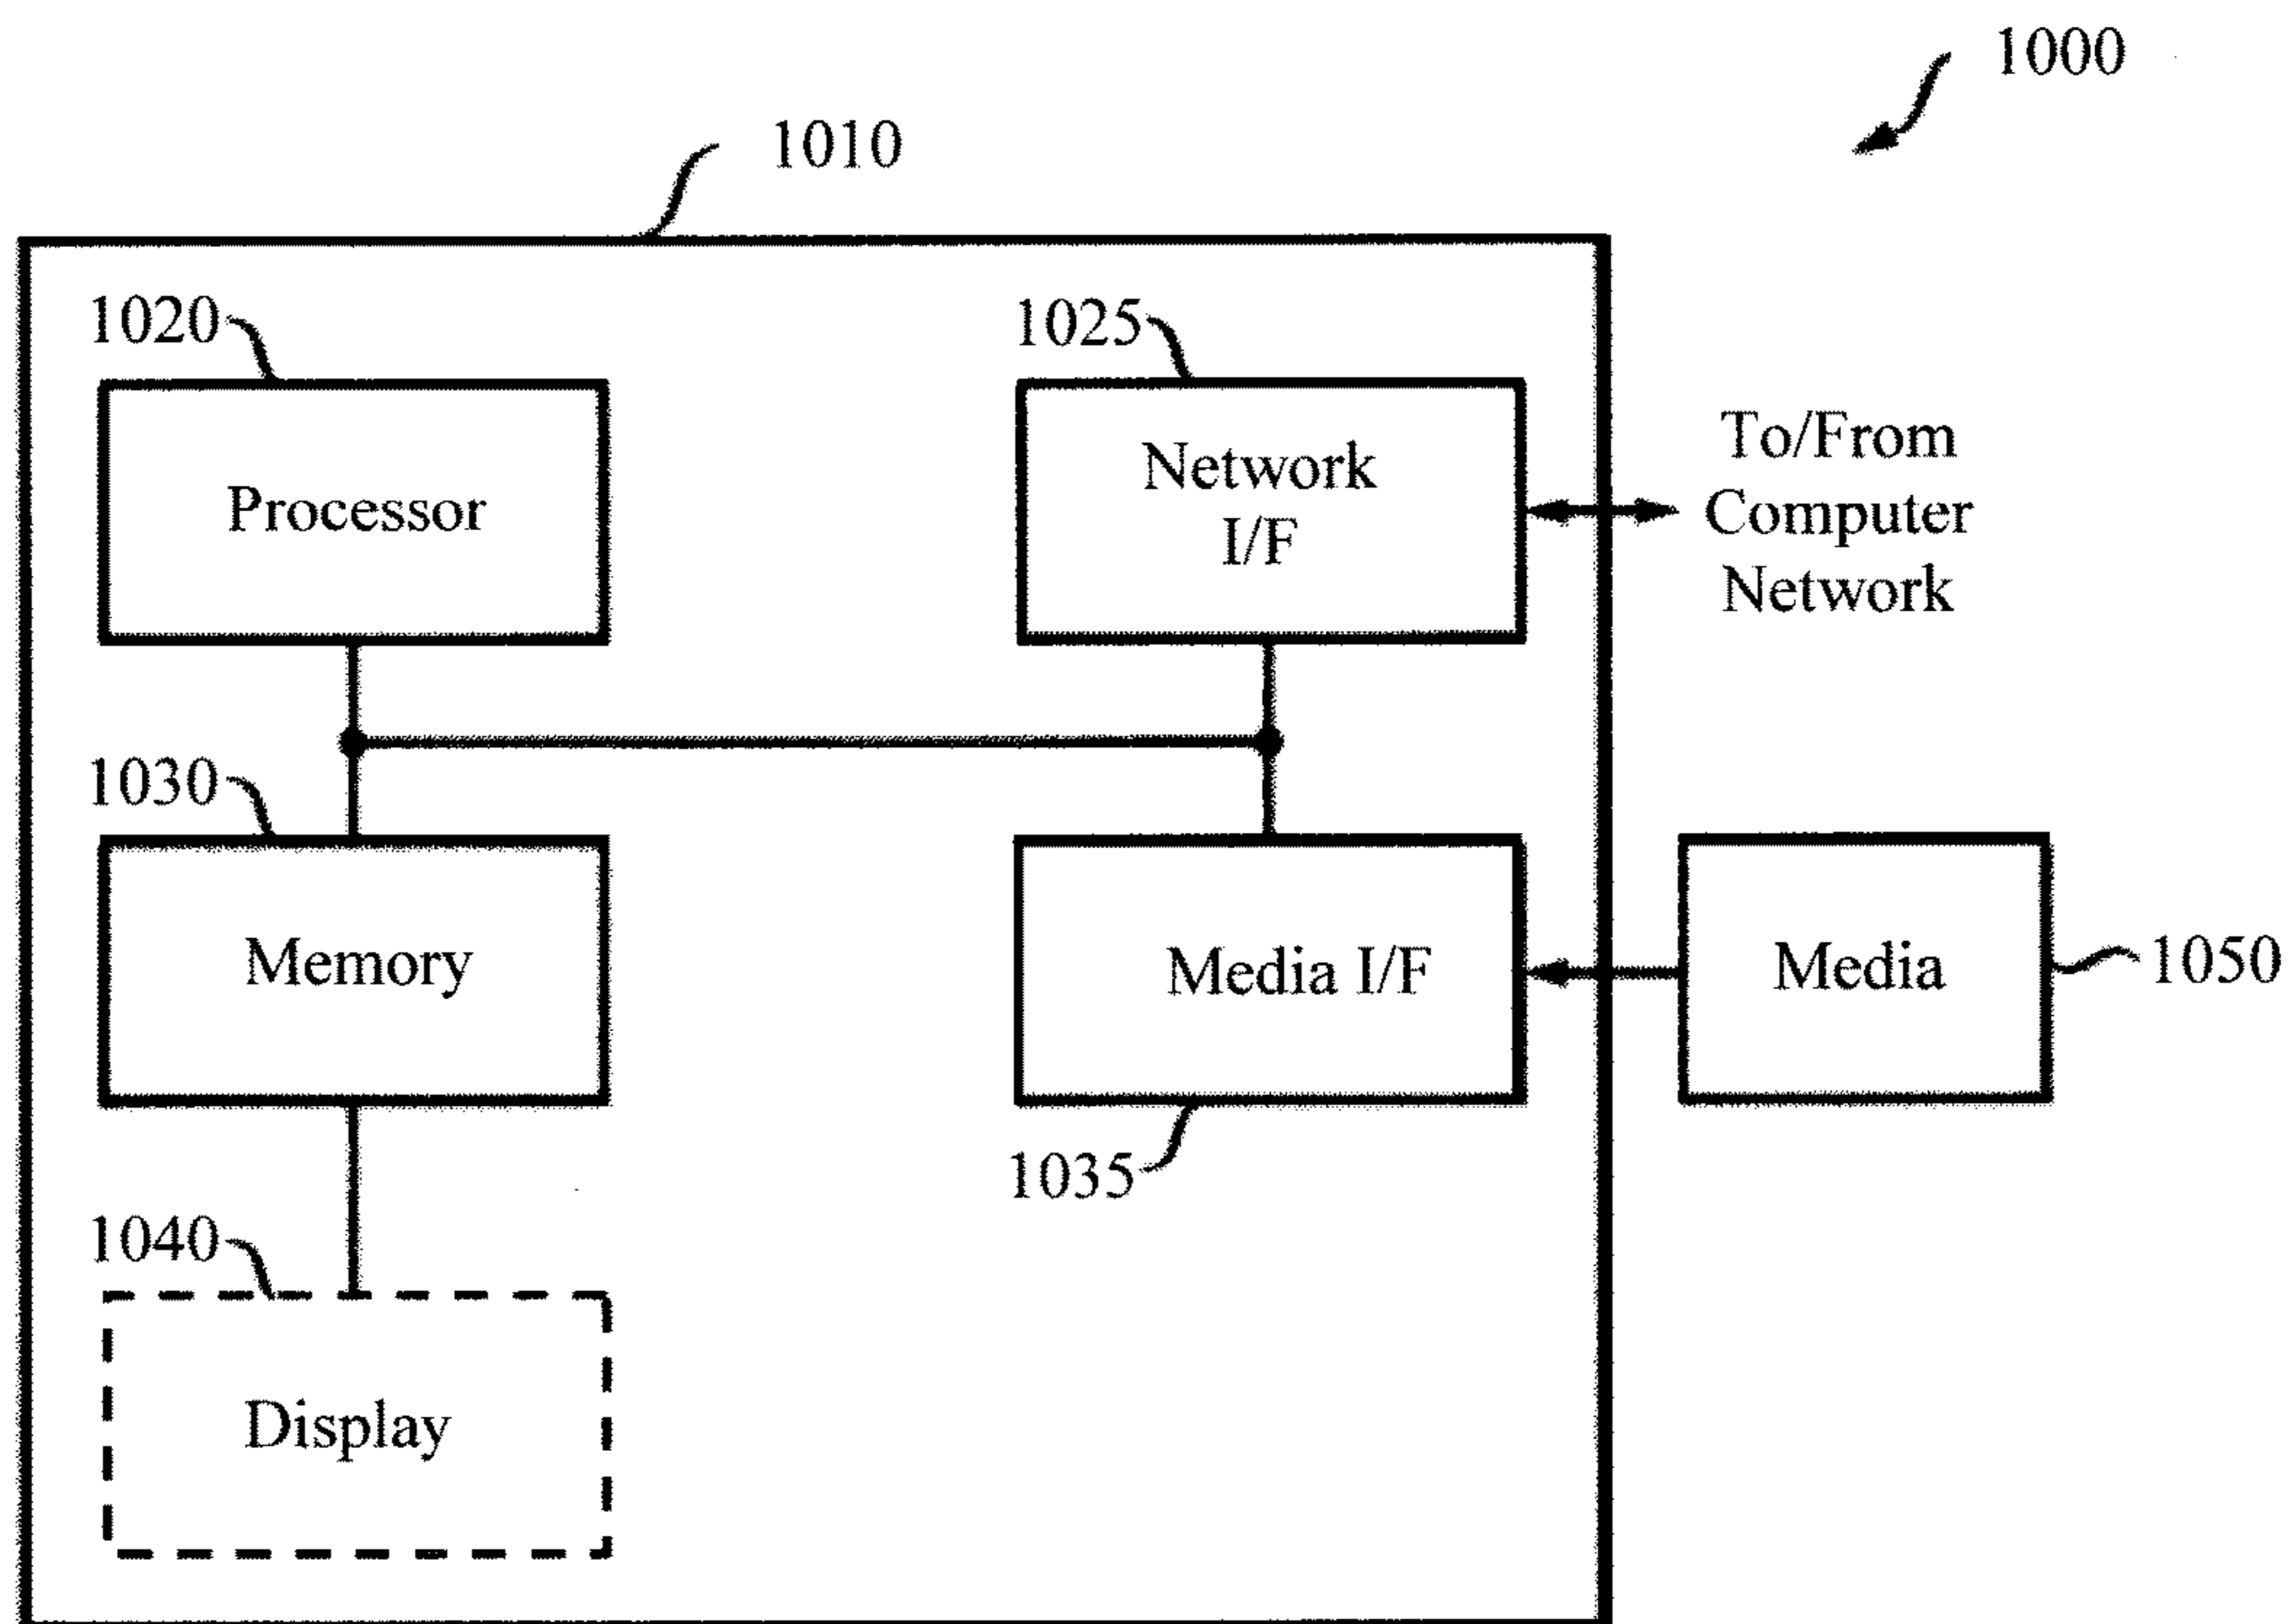 1000
1010
1020
1025
Processor
Network
I/F
To/From
Computer
Network
1030
Memory
Media I/F
Media
1050
1035
1040
Display